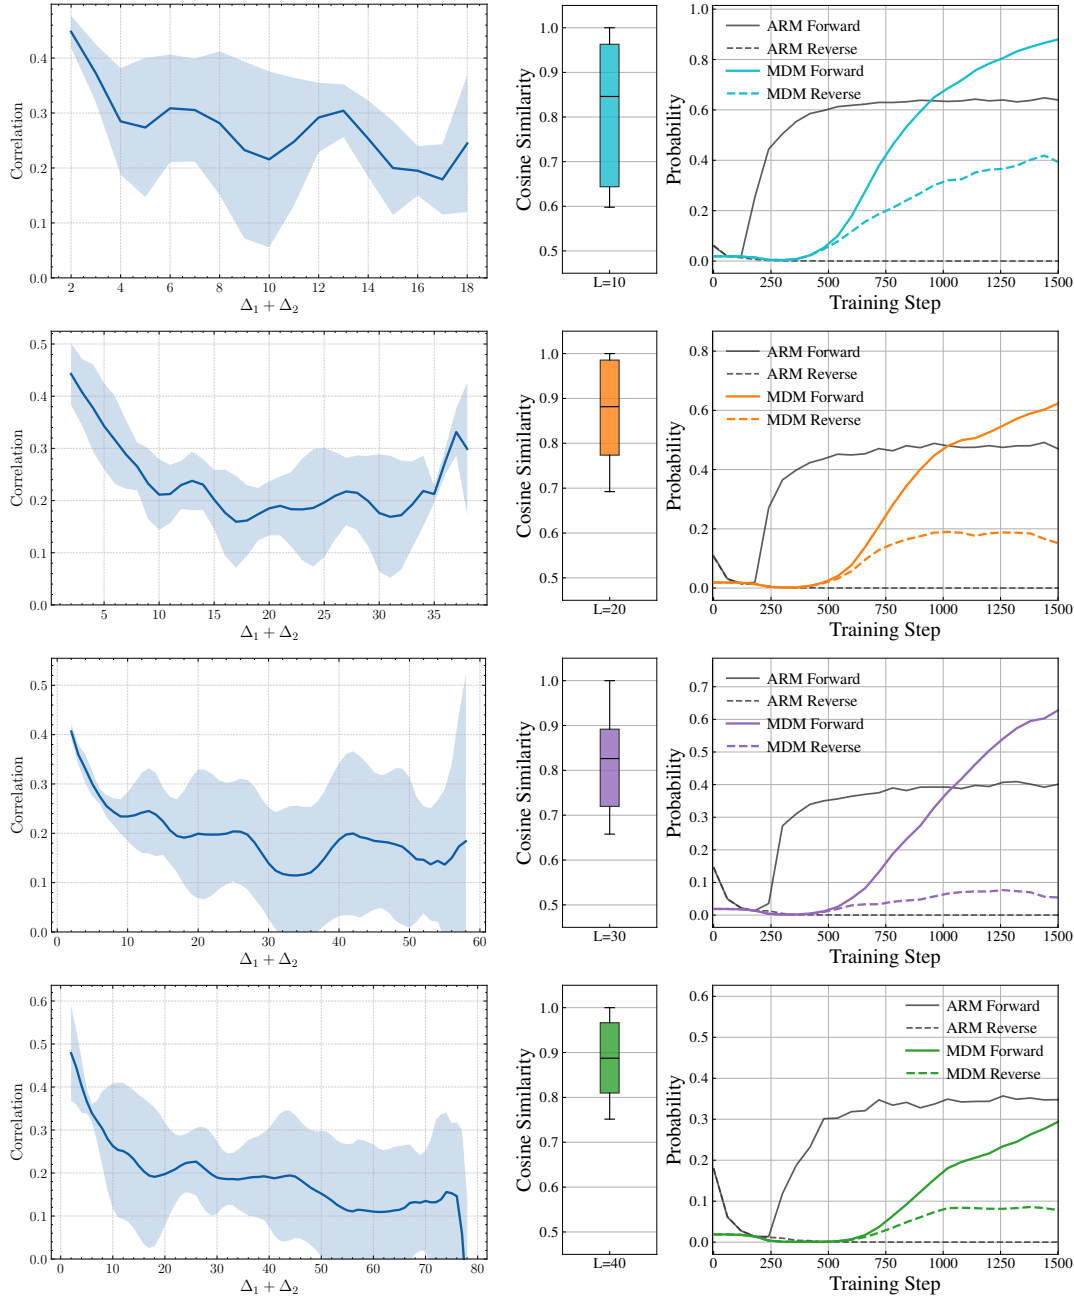 Correlation
0.4
0.3
0.2
0.1
0.0
2 4 6 8 10 12 14 16 18
Δ₁ + Δ₂
Cosine Similarity
1.0
0.9
0.8
0.7
0.6
0.5
L=10
Probability
0.8
0.6
0.4
0.2
0.0
ARM Forward
ARM Reverse
MDM Forward
MDM Reverse
0 250 500 750 1000 1250 1500
Training Step
Correlation
0.5
0.4
0.3
0.2
0.1
0.0
5 10 15 20 25 30 35
Δ₁ + Δ₂
Cosine Similarity
1.0
0.9
0.8
0.7
0.6
0.5
L=20
Probability
0.8
0.6
0.4
0.2
0.0
ARM Forward
ARM Reverse
MDM Forward
MDM Reverse
0 250 500 750 1000 1250 1500
Training Step
Correlation
0.5
0.4
0.3
0.2
0.1
0.0
0 10 20 30 40 50 60
Δ₁ + Δ₂
Cosine Similarity
1.0
0.9
0.8
0.7
0.6
0.5
L=30
Probability
0.7
0.6
0.5
0.4
0.3
0.2
0.1
0.0
ARM Forward
ARM Reverse
MDM Forward
MDM Reverse
0 250 500 750 1000 1250 1500
Training Step
Correlation
0.6
0.5
0.4
0.3
0.2
0.1
0.0
0 10 20 30 40 50 60 70 80
Δ₁ + Δ₂
Cosine Similarity
1.0
0.9
0.8
0.7
0.6
0.5
L=40
Probability
0.6
0.5
0.4
0.3
0.2
0.1
0.0
ARM Forward
ARM Reverse
MDM Forward
MDM Reverse
0 250 500 750 1000 1250 1500
Training Step